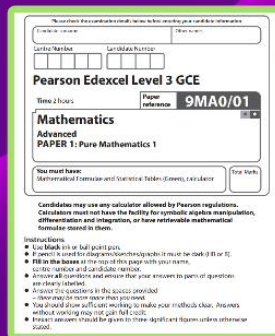 Please check the examination details below before entering your candidate information
Candidate surname
Other names
Centre Number
Candidate Number
Pearson Edexcel Level 3 GCE
Time 2 hours
Paper reference
9MA0/01
Mathematics
Advanced
PAPER 1: Pure Mathematics 1
You must have:
Mathematical Formulae and Statistical Tables (Green), calculator
Total Marks
Candidates may use any calculator allowed by Pearson regulations.
Calculators must not have the facility for symbolic algebra manipulation,
differentiation and integration, or have retrievable mathematical
formulae stored in them.
Instructions
• Use black ink or ball-point pen.
• If pencil is used for diagrams/sketches/graphs it must be dark (HB or B).
• Fill in the boxes at the top of this page with your name,
centre number and candidate number.
• Answer all questions and ensure that your answers to parts of questions
are clearly labelled.
• Answer the questions in the spaces provided
– there may be more space than you need.
• You should show sufficient working to make your methods clear. Answers
without working may not gain full credit.
• Inexact answers should be given to three significant figures unless otherwise
stated.